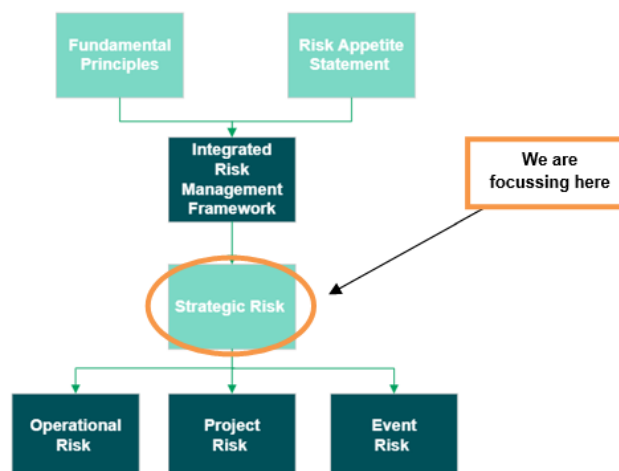 Fundamental
Principles
Risk Appetite
Statement
Integrated
Risk
Management
Framework
We are
focussing here
Strategic Risk
Operational
Risk
Project
Risk
Event
Risk